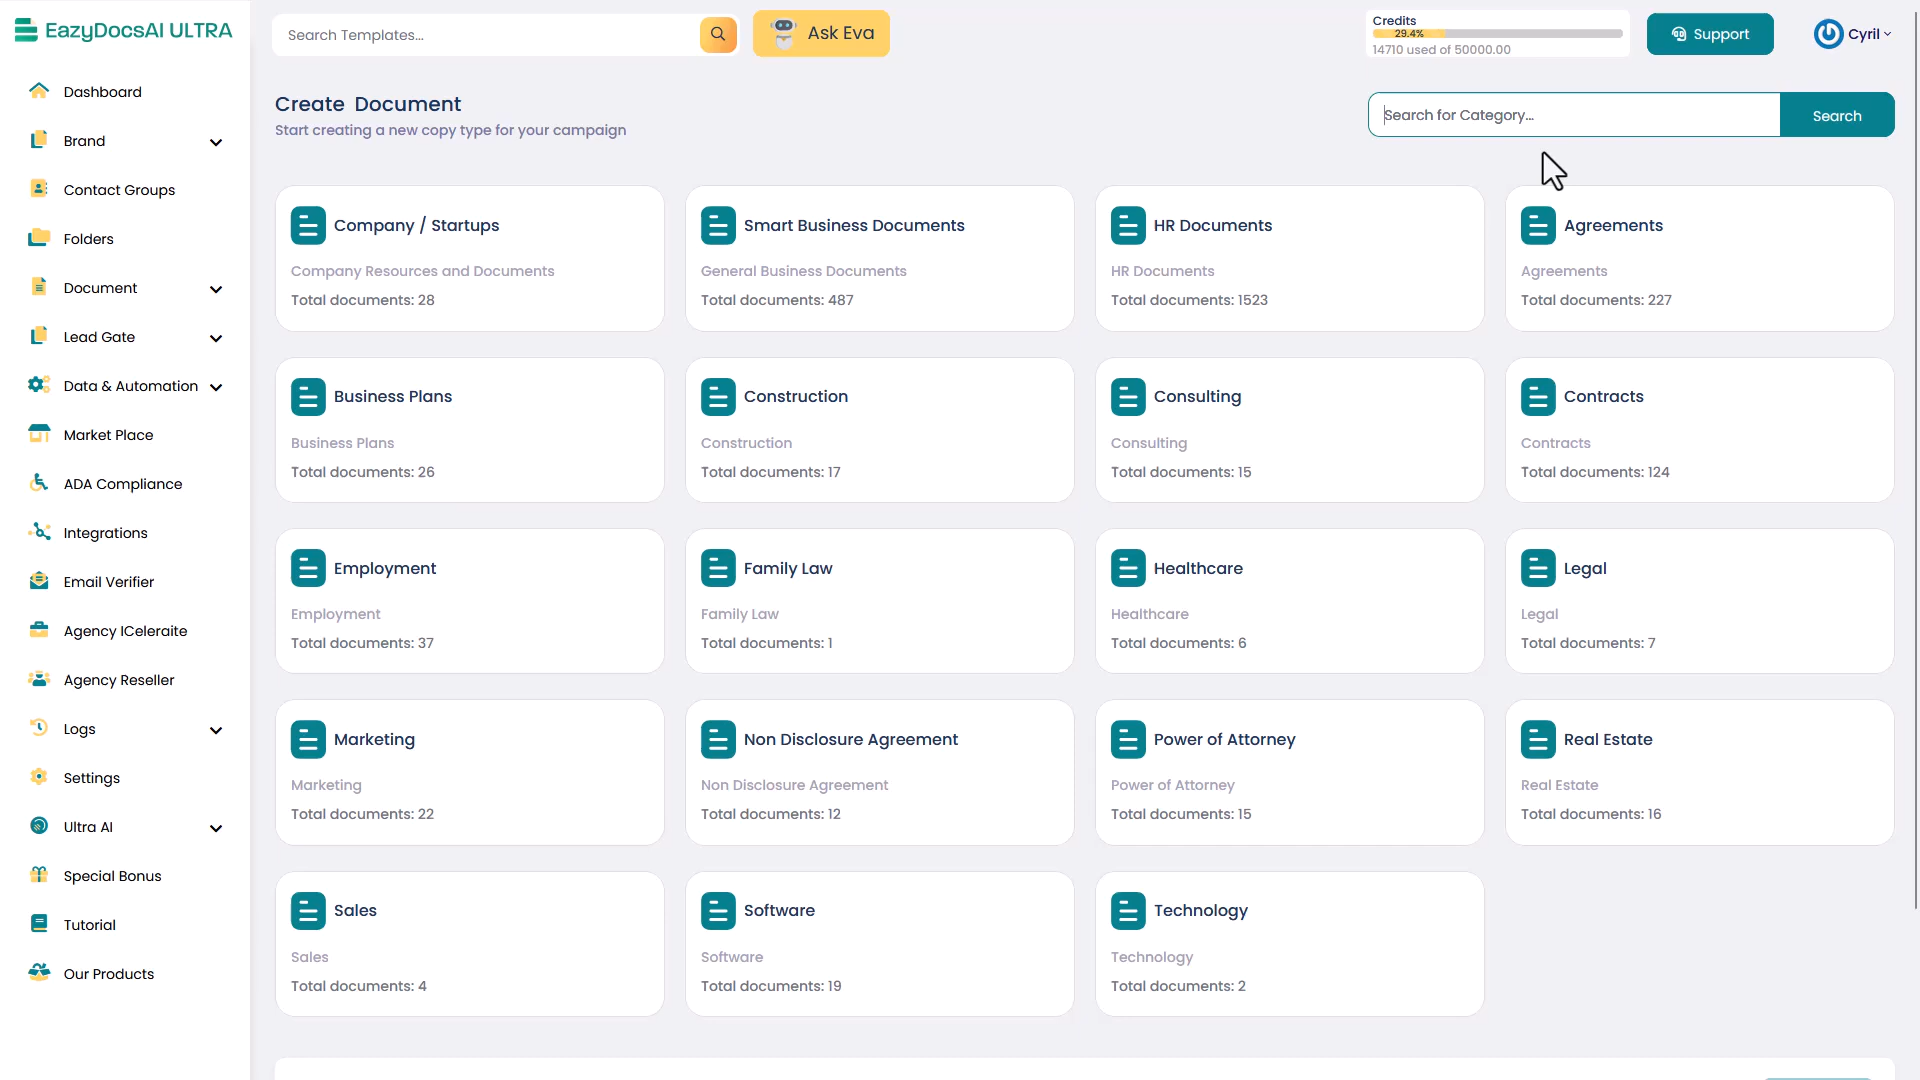 EazyDocsAI ULTRA
Search Templates...
Ask Eva
Credits
29.4%
14710 used of 50000.00
Support
Cyril
Dashboard
Brand
Contact Groups
Folders
Document
Lead Gate
Data & Automation
Market Place
ADA Compliance
Integrations
Email Verifier
Agency ICeleraite
Agency Reseller
Logs
Settings
Ultra AI
Special Bonus
Tutorial
Our Products
Create Document
Start creating a new copy type for your campaign
Search for Category...
Search
Company / Startups
Company Resources and Documents
Total documents: 28
Smart Business Documents
General Business Documents
Total documents: 487
HR Documents
HR Documents
Total documents: 1523
Agreements
Agreements
Total documents: 227
Business Plans
Business Plans
Total documents: 26
Construction
Construction
Total documents: 17
Consulting
Consulting
Total documents: 15
Contracts
Contracts
Total documents: 124
Employment
Employment
Total documents: 37
Family Law
Family Law
Total documents: 1
Healthcare
Healthcare
Total documents: 6
Legal
Legal
Total documents: 7
Marketing
Marketing
Total documents: 22
Non Disclosure Agreement
Non Disclosure Agreement
Total documents: 12
Power of Attorney
Power of Attorney
Total documents: 15
Real Estate
Real Estate
Total documents: 16
Sales
Sales
Total documents: 4
Software
Software
Total documents: 19
Technology
Technology
Total documents: 2